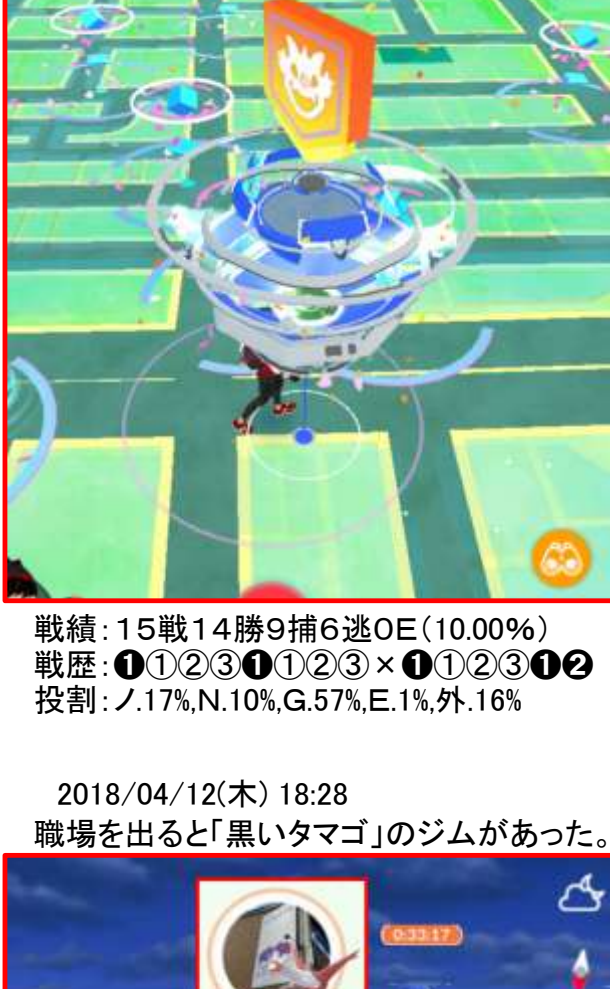 戦績:15戦14勝9捕6逃0E(10.00%)
戦歴:❶①②③❶①②③×❶①②③❶❷
投割:ノ.17%,N.10%,G.57%,E.1%,外.16%
2018/04/12(木) 18:28
職場を出ると「黒いタマゴ」のジムがあった。
0:33:17